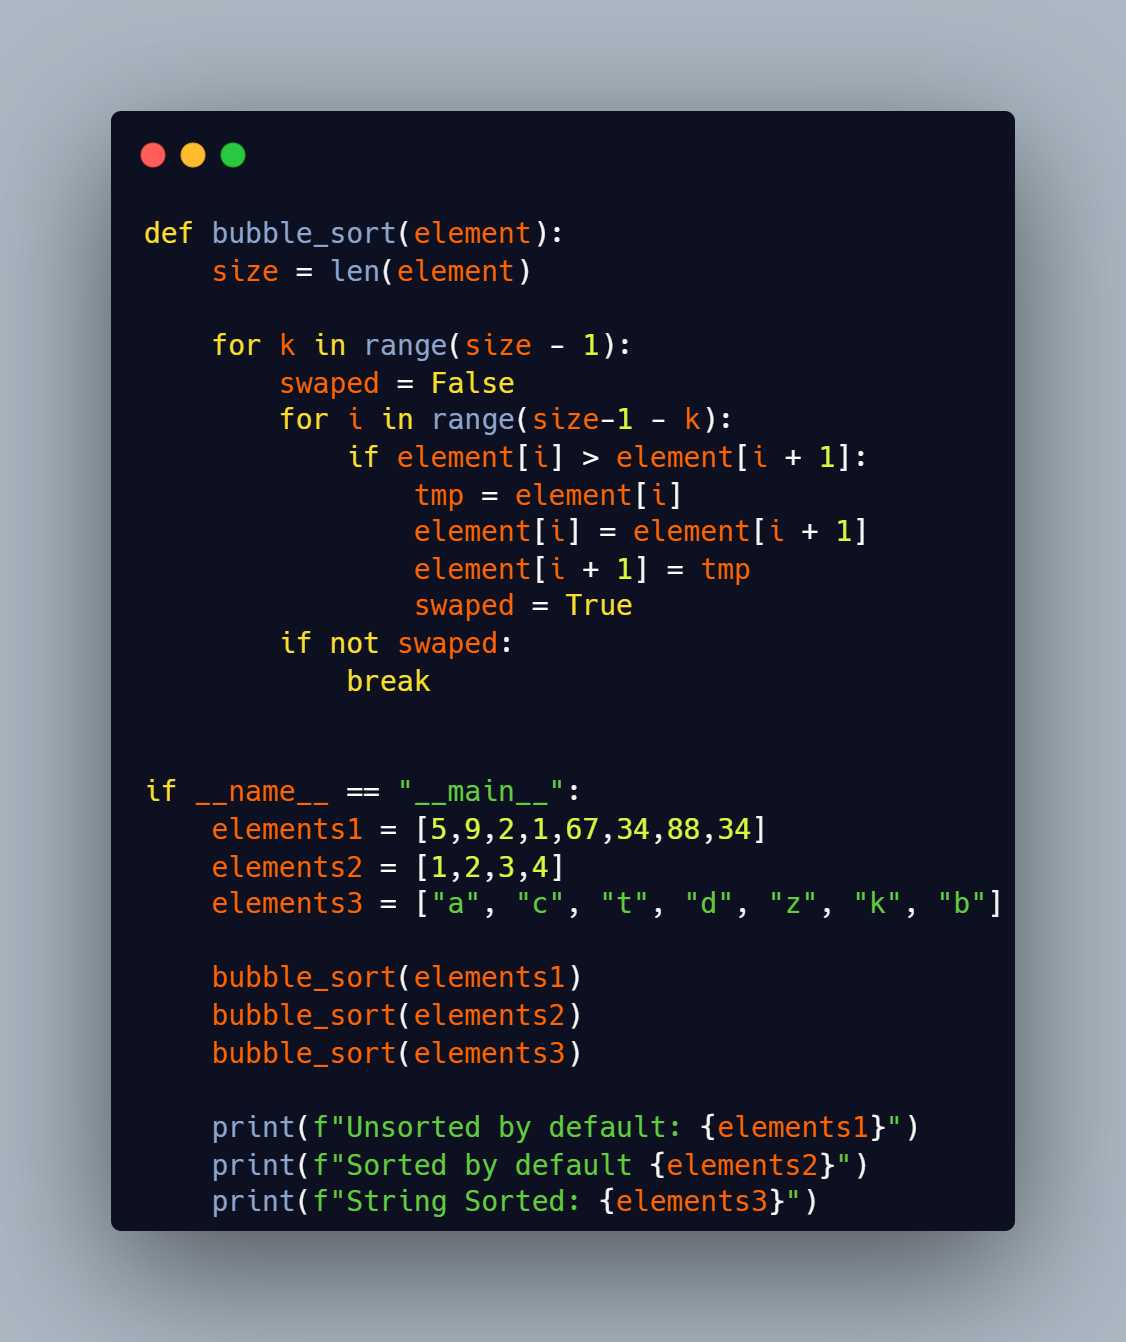 def bubble_sort(element):
    size = len(element)

    for k in range(size - 1):
        swaped = False
        for i in range(size-1 - k):
            if element[i] > element[i + 1]:
                tmp = element[i]
                element[i] = element[i + 1]
                element[i + 1] = tmp
                swaped = True
        if not swaped:
            break


if __name__ == "__main__":
    elements1 = [5,9,2,1,67,34,88,34]
    elements2 = [1,2,3,4]
    elements3 = ["a", "c", "t", "d", "z", "k", "b"]

    bubble_sort(elements1)
    bubble_sort(elements2)
    bubble_sort(elements3)

    print(f"Unsorted by default: {elements1}")
    print(f"Sorted by default {elements2}")
    print(f"String Sorted: {elements3}")